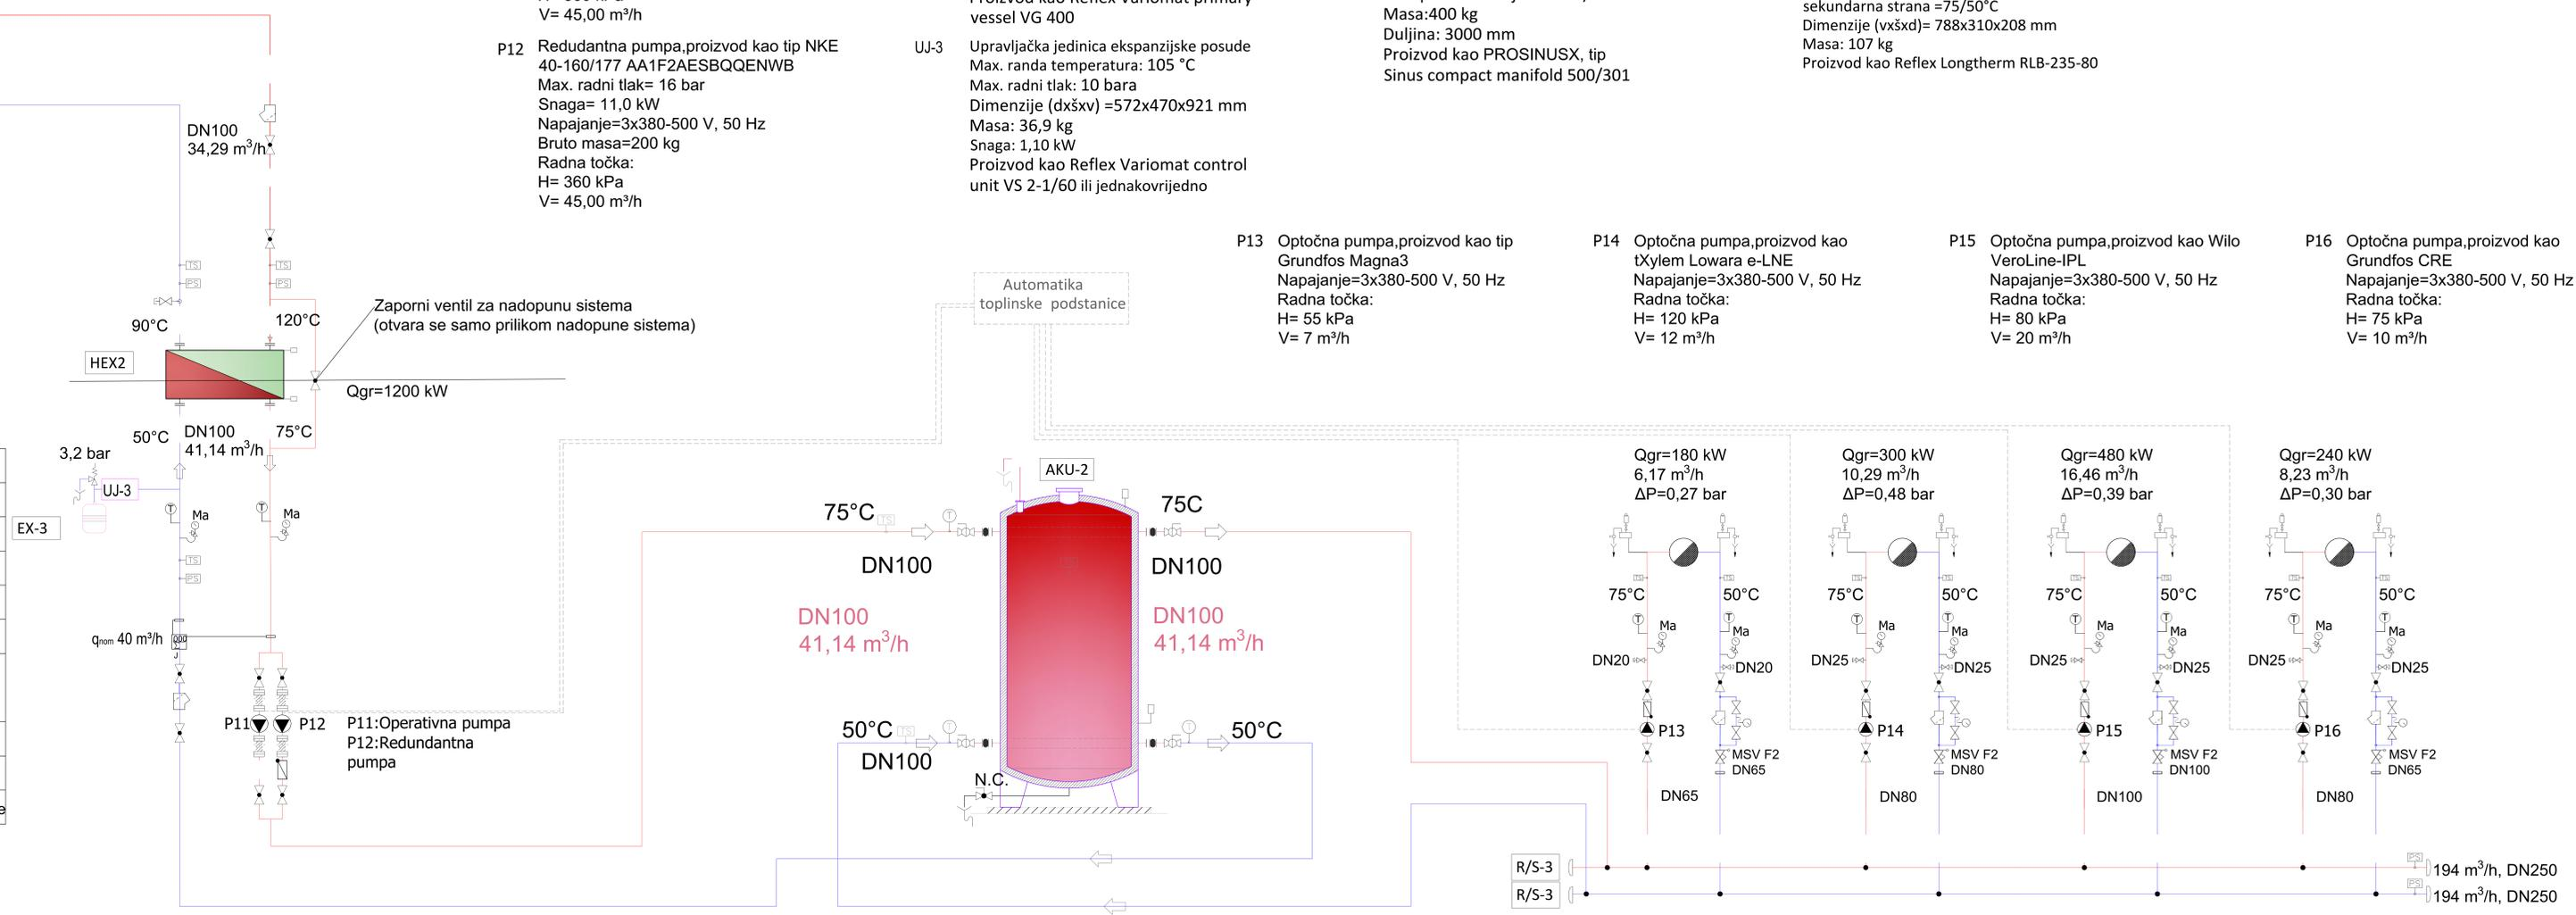 V= 45,00 m³/h
P12
Redudantna pumpa,proizvod kao tip NKE
40-160/177 AA1F2AESBQQENWB
Max. radni tlak= 16 bar
Snaga= 11,0 kW
Napajanje=3x380-500 V, 50 Hz
Bruto masa=200 kg
Radna točka:
H= 360 kPa
V= 45,00 m³/h
vessel VG 400
UJ-3
Upravljačka jedinica ekspanzijske posude
Max. randa temperatura: 105 °C
Max. radni tlak: 10 bara
Dimenzije (dxšxv) =572x470x921 mm
Masa: 36,9 kg
Snaga: 1,10 kW
Proizvod kao Reflex Variomat control
unit VS 2-1/60 ili jednakovrijedno
Masa:400 kg
Duljina: 3000 mm
Proizvod kao PROSINUSX, tip
Sinus compact manifold 500/301
sekundarna strana =75/50°C
Dimenzije (vxšxd)= 788x310x208 mm
Masa: 107 kg
Proizvod kao Reflex Longtherm RLB-235-80
P13
Optočna pumpa,proizvod kao tip
Grundfos Magna3
Napajanje=3x380-500 V, 50 Hz
Radna točka:
H= 55 kPa
V= 7 m³/h
P14
Optočna pumpa,proizvod kao
tXylem Lowara e-LNE
Napajanje=3x380-500 V, 50 Hz
Radna točka:
H= 120 kPa
V= 12 m³/h
P15
Optočna pumpa,proizvod kao Wilo
VeroLine-IPL
Napajanje=3x380-500 V, 50 Hz
Radna točka:
H= 80 kPa
V= 20 m³/h
P16
Optočna pumpa,proizvod kao
Grundfos CRE
Napajanje=3x380-500 V, 50 Hz
Radna točka:
H= 75 kPa
V= 10 m³/h
DN100
34,29 m³/h
TS
TS
PS
PS
90°C
120°C
Zaporni ventil za nadopunu sistema
(otvara se samo prilikom nadopune sistema)
HEX2
Qgr=1200 kW
50°C
DN100
41,14 m³/h
75°C
3,2 bar
UJ-3
EX-3
T
Ma
T
Ma
TS
PS
qnom 40 m³/h
P11
P12
P11:Operativna pumpa
P12:Redundantna
pumpa
Automatika
toplinske podstanice
AKU-2
75°C
TS
T
75C
DN100
DN100
DN100
41,14 m³/h
DN100
41,14 m³/h
50°C
TS
T
T
50°C
DN100
N.C.
Qgr=180 kW
6,17 m³/h
ΔP=0,27 bar
TS
TS
75°C
50°C
T
Ma
T
Ma
DN20
DN20
P13
MSV F2
DN65
DN65
Qgr=300 kW
10,29 m³/h
ΔP=0,48 bar
TS
TS
75°C
50°C
T
Ma
T
Ma
DN25
DN25
P14
MSV F2
DN80
DN80
Qgr=480 kW
16,46 m³/h
ΔP=0,39 bar
TS
TS
75°C
50°C
T
Ma
T
Ma
DN25
DN25
P15
MSV F2
DN100
DN100
Qgr=240 kW
8,23 m³/h
ΔP=0,30 bar
TS
TS
75°C
50°C
T
Ma
T
Ma
DN25
DN25
P16
MSV F2
DN65
DN80
R/S-3
PS
194 m³/h, DN250
R/S-3
PS
194 m³/h, DN250